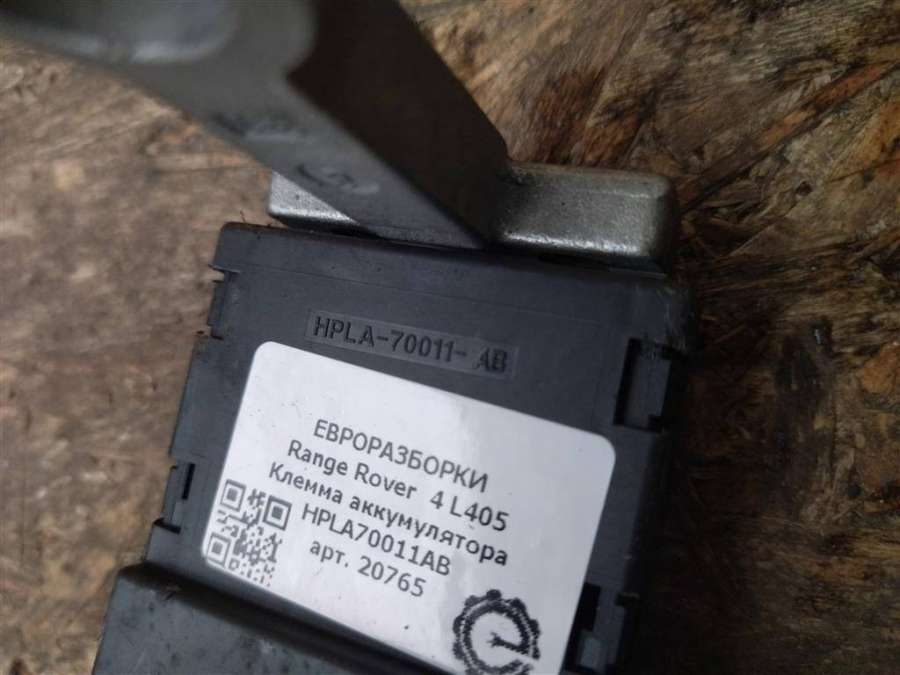 HPLA-70011-AB
ЕВРОРАЗБОРКИ
Range Rover 4 L405
Клемма аккумулятора
HPLA70011AB
арт. 20765